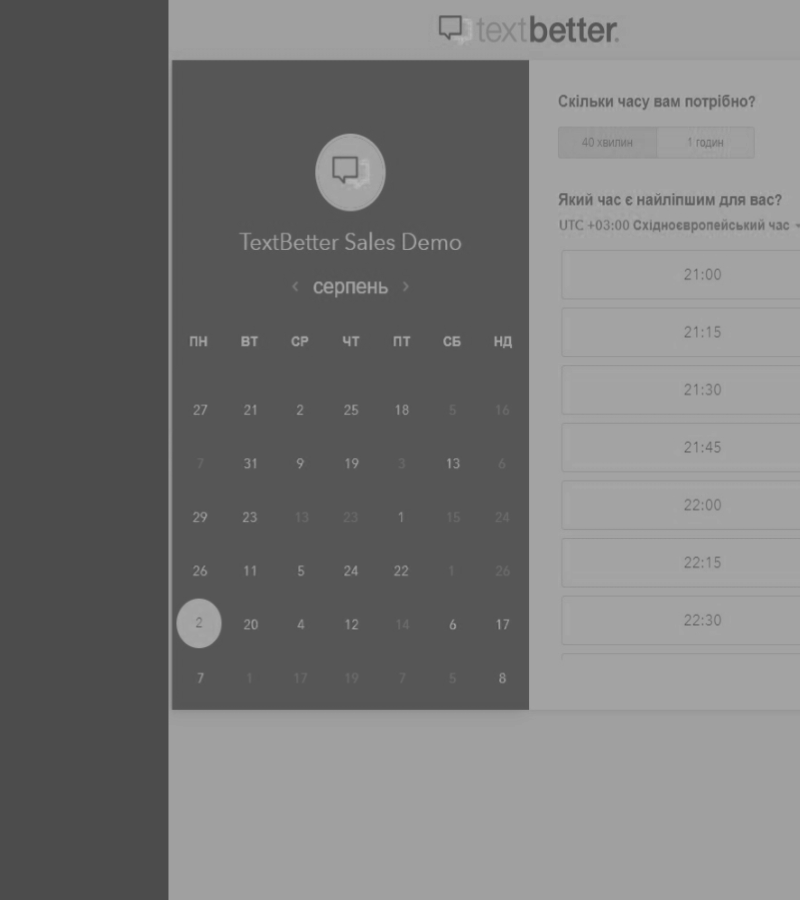 textbetter.
TextBetter Sales Demo
‹ серпень ›
ПН ВТ СР ЧТ ПТ СБ НД
27 21 2 25 18 5 16
7 31 9 19 3 13 6
29 23 13 23 1 15 24
26 11 5 24 22 1 26
2 20 4 12 14 6 17
7 1 17 19 7 5 8
Скільки часу вам потрібно?
40 хвилин 1 годин
Який час є найліпшим для вас?
UTC +03:00 Східноєвропейський час
21:00
21:15
21:30
21:45
22:00
22:15
22:30